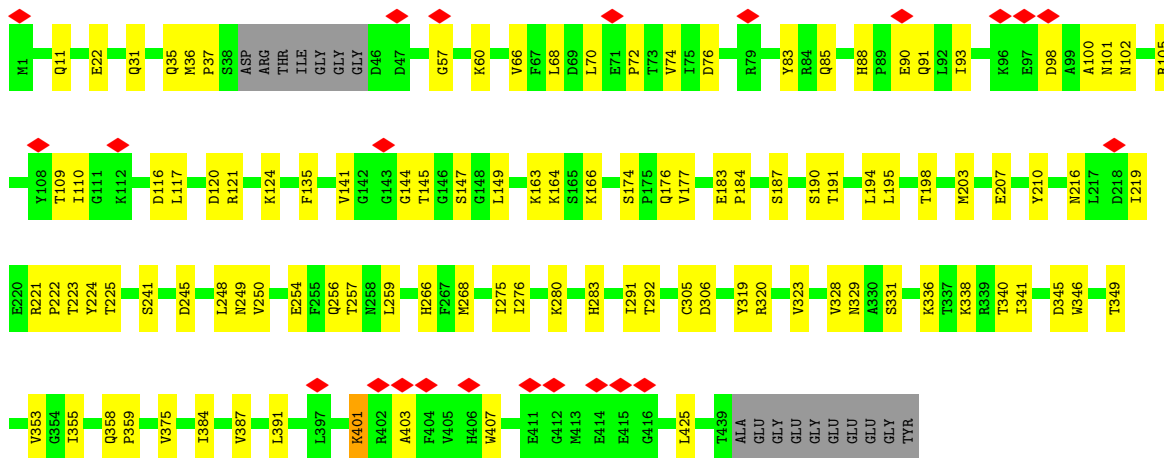 M1 Q11 E22 Q31 Q35 M36 P37 S38 ASP ARG THR ILE GLY GLY GLY D46 D47 G57 K60 V66 F67 L68 D69 L70 E71 P72 T73 V74 I75 D76 R79 Y83 R84 Q85 H88 P89 E90 Q91 L92 I93 K96 E97 D98 A99 A100 N101 N102 R105
Y108 T109 I110 G111 K112 D116 L117 D120 R121 K124 F135 V141 G142 G143 G144 T145 G146 S147 G148 L149 K163 K164 S165 K166 S174 P175 Q176 V177 E183 P184 S187 S190 T191 L194 L195 T198 M203 E207 Y210 N216 L217 D218 I219
E220 R221 P222 T223 Y224 T225 S241 D245 L248 N249 V250 E254 F255 Q256 T257 N258 L259 H266 F267 M268 I275 I276 K280 H283 I291 T292 C305 D306 Y319 R320 V323 V328 N329 A330 S331 K336 T337 K338 R339 T340 I341 D345 W346 T349
V353 G354 I355 Q358 P359 V375 I384 V387 L391 L397 K401 R402 A403 F404 V405 H406 W407 E411 G412 M413 E414 E415 G416 L425 T439 ALA GLU GLY GLU GLY GLU GLU GLU GLY TYR